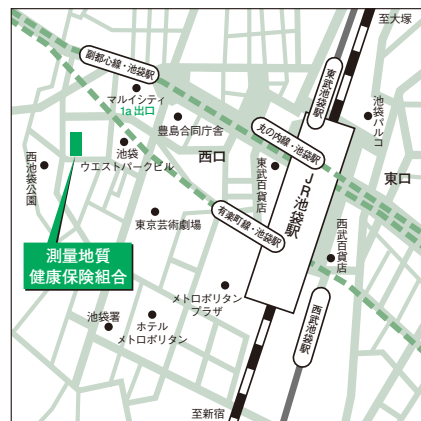 至大塚
副都心線・池袋駅
東武池袋駅
マルイシティ
1a 出口
豊島合同庁舎
丸の内線・池袋駅
池袋パルコ
西口
東口
池袋
ウエストパークビル
西池袋公園
東武百貨店
JR池袋駅
東京芸術劇場
有楽町線・池袋駅
西武百貨店
測量地質
健康保険組合
メトロポリタン
プラザ
池袋署
ホテル
メトロポリタン
西武池袋駅
至新宿